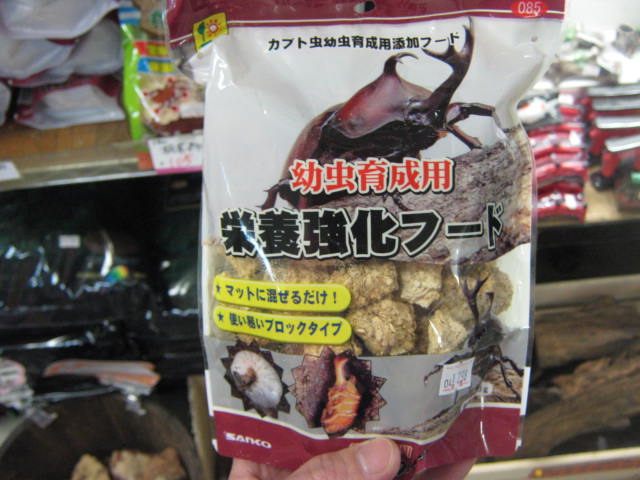 085
カブト虫幼虫育成用添加フード
幼虫育成用
栄養強化フード
★マットに混ぜるだけ！
★使い易いブロックタイプ
SANKO